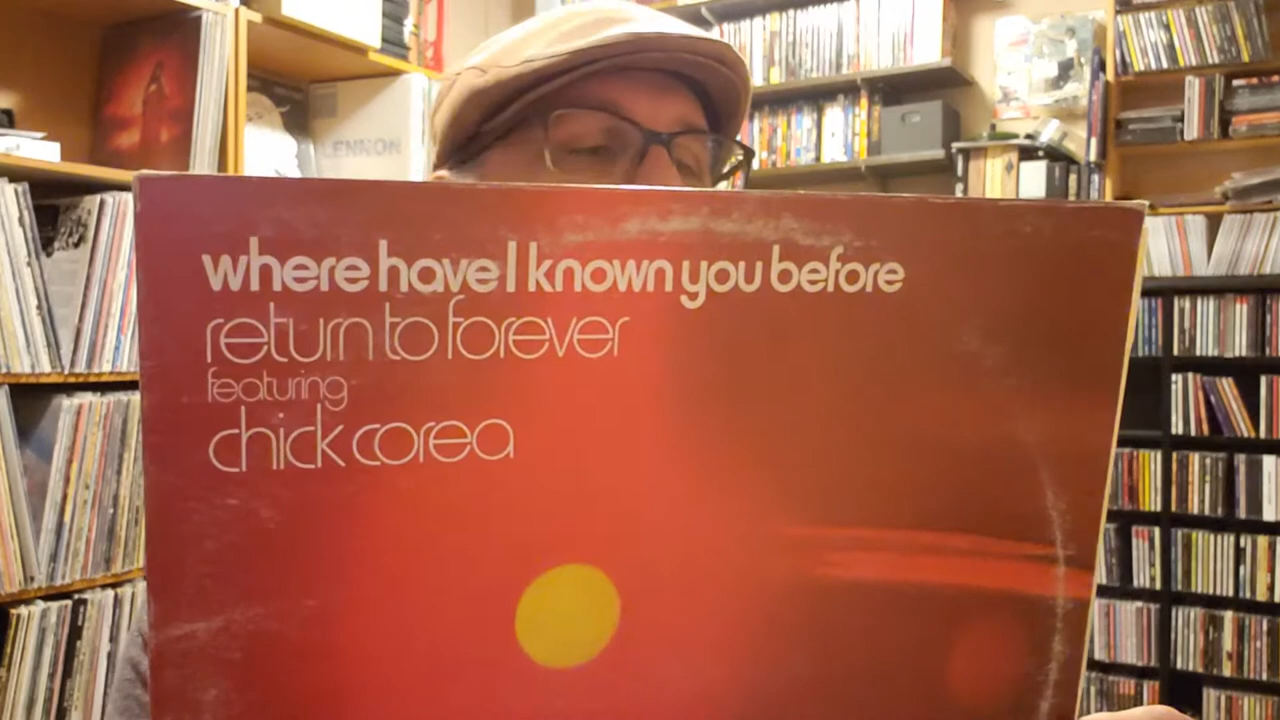 LENNON
where have I known you before
return to forever
featuring
chick corea